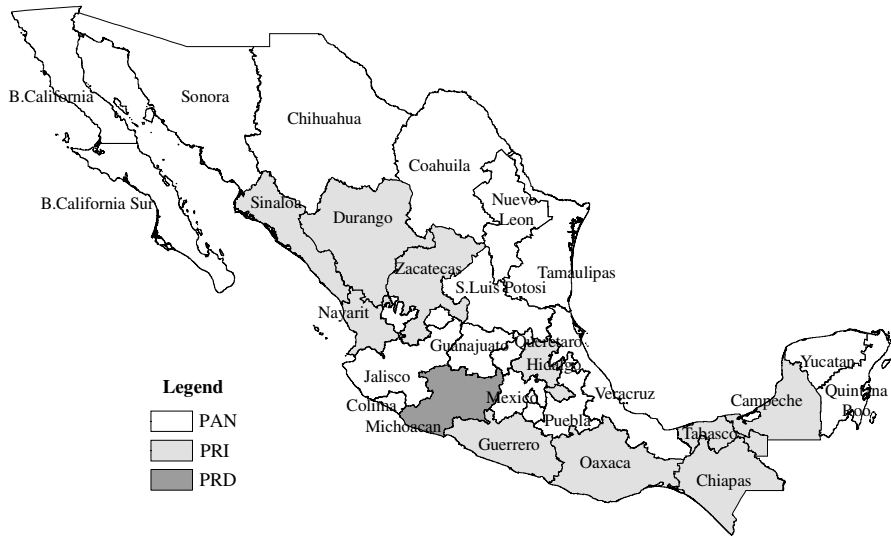 B.California
Sonora
Chihuahua
Coahuila
B.California Sur
Sinaloa
Durango
Nuevo
Leon
Zacatecas
Tamaulipas
S.Luis Potosi
Nayarit
Guanajuato
Queretaro
Hidalgo
Yucatan
Jalisco
Mexico
Veracruz
Campeche
Quintana
Roo
Colima
Michoacan
Puebla
Tabasco
Guerrero
Oaxaca
Chiapas
Legend
PAN
PRI
PRD